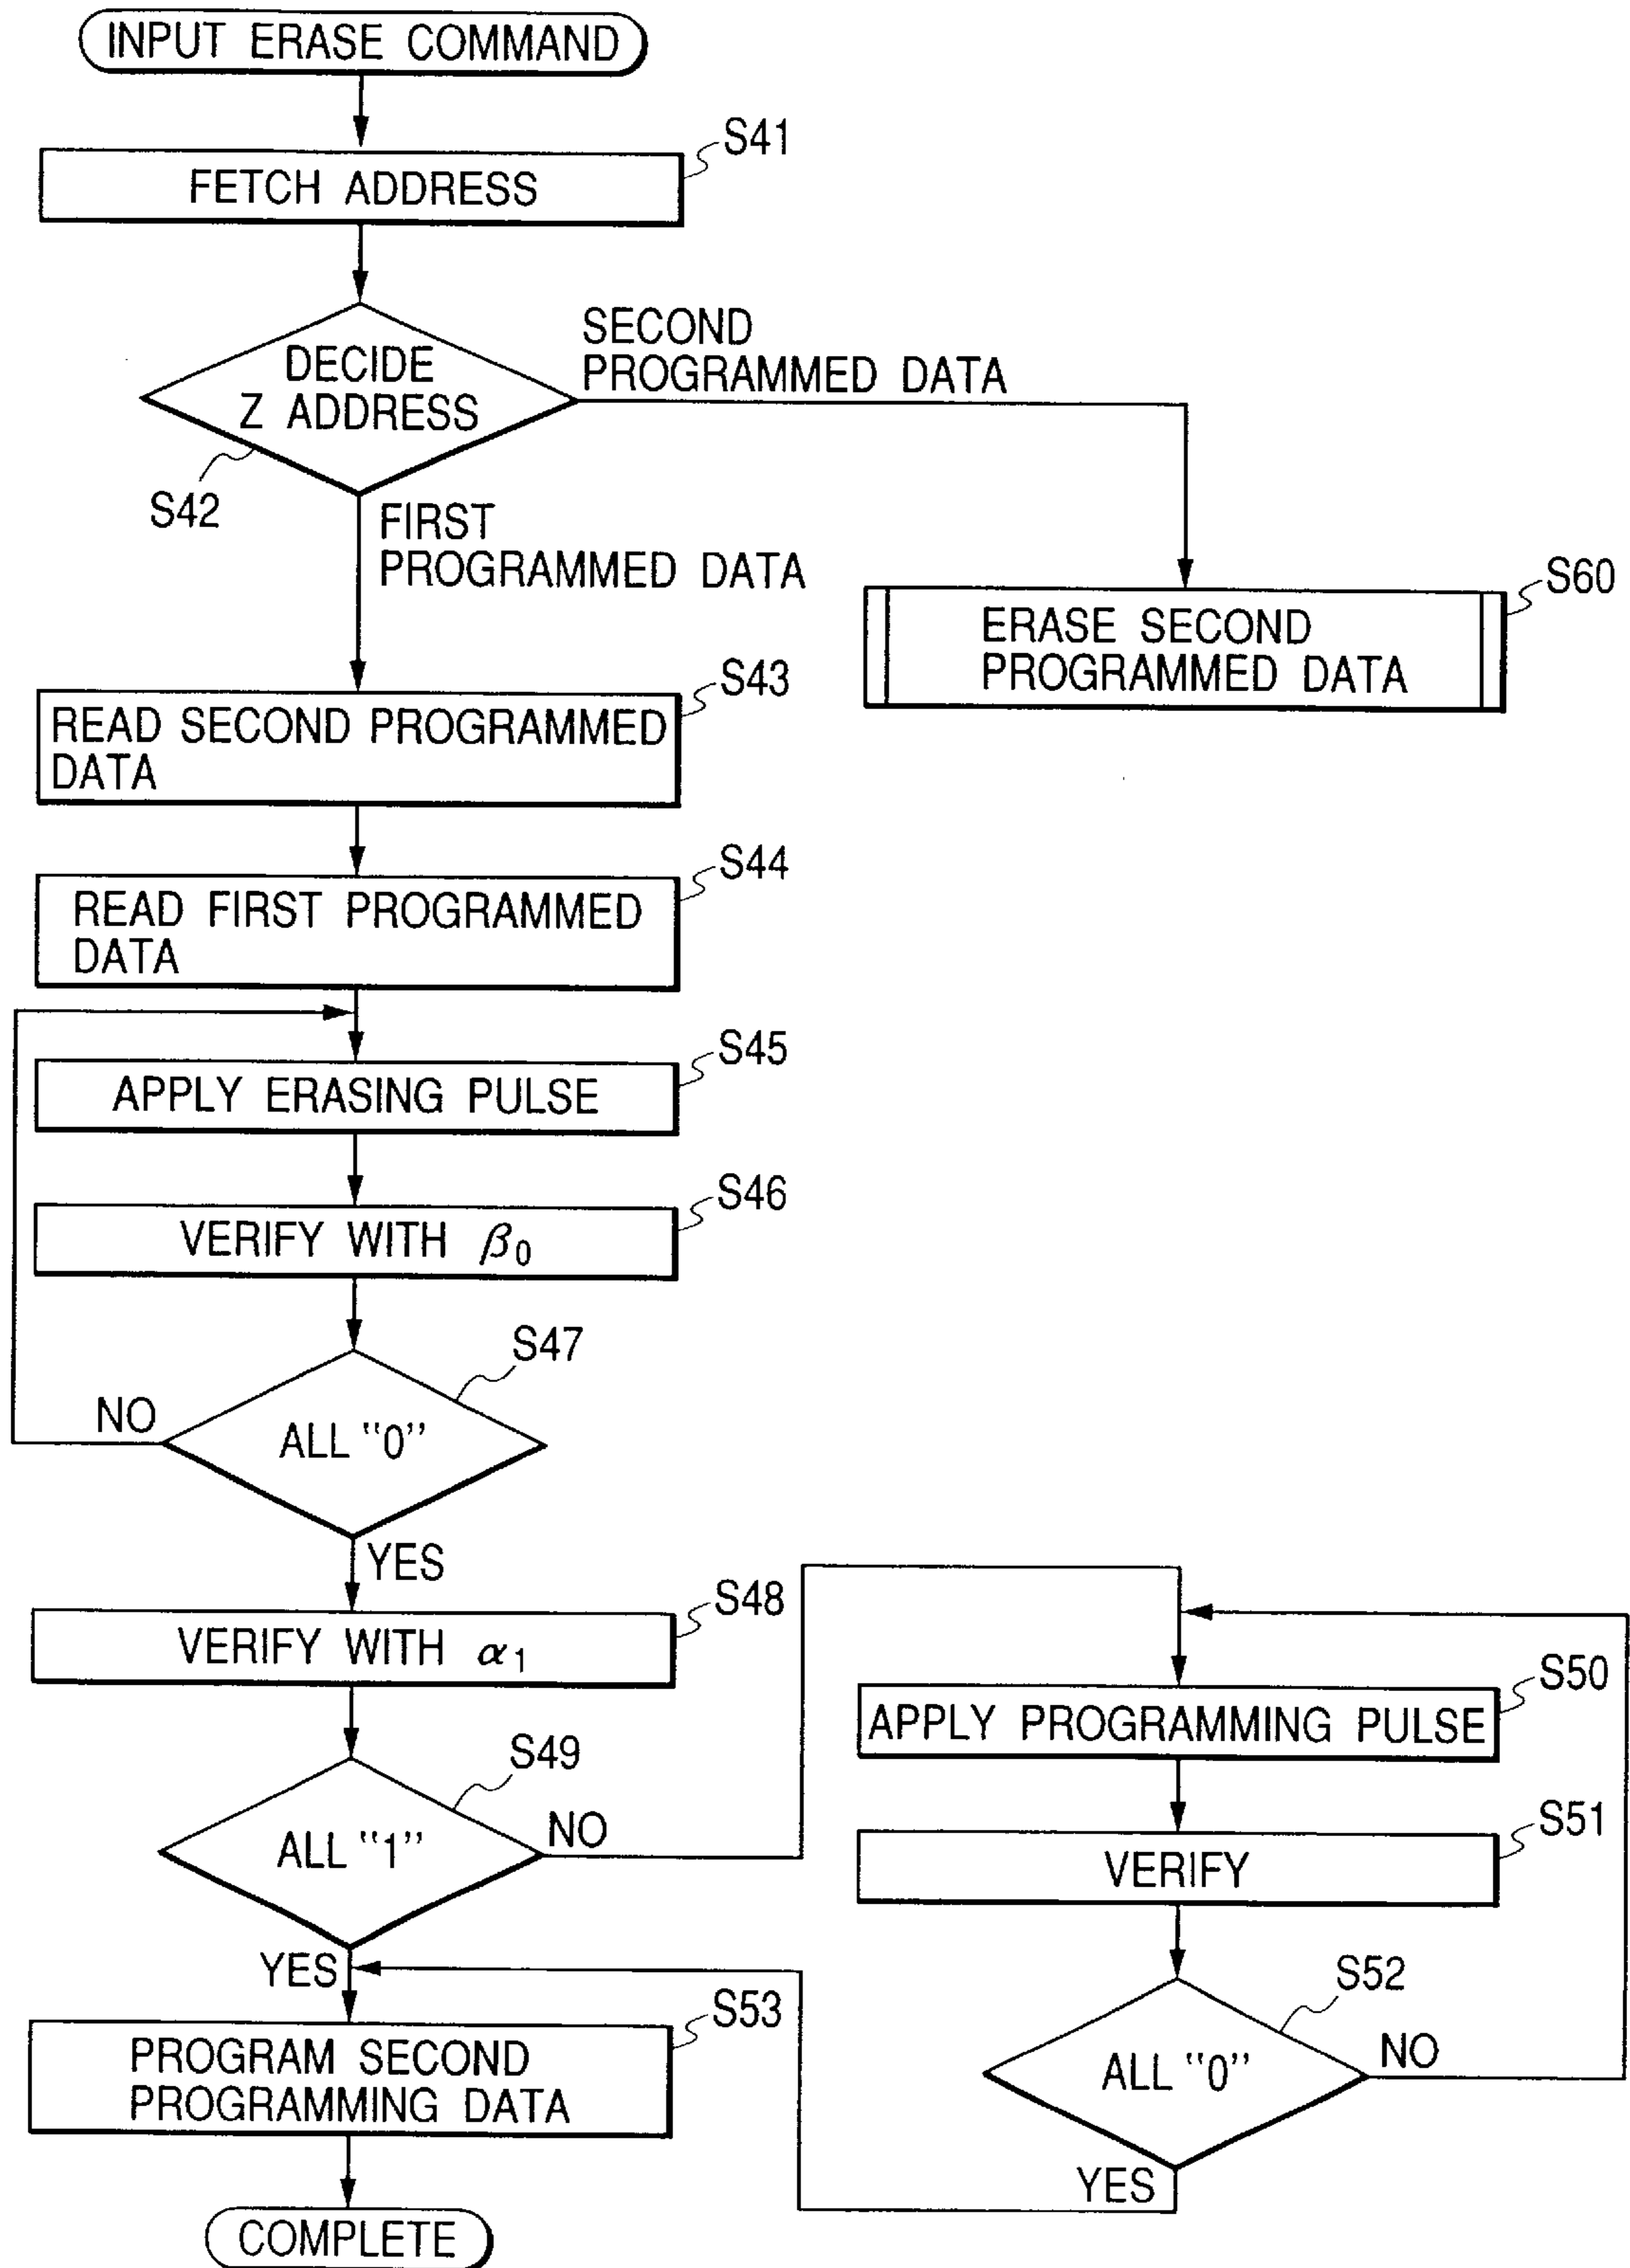 INPUT ERASE COMMAND
S41
FETCH ADDRESS
SECOND
PROGRAMMED DATA
DECIDE
Z ADDRESS
S42
FIRST
PROGRAMMED DATA
S60
ERASE SECOND
PROGRAMMED DATA
S43
READ SECOND PROGRAMMED
DATA
S44
READ FIRST PROGRAMMED
DATA
S45
APPLY ERASING PULSE
S46
VERIFY WITH β0
S47
NO
ALL "0"
YES
S48
VERIFY WITH α1
S49
ALL "1"
NO
YES
S50
APPLY PROGRAMMING PULSE
S51
VERIFY
S52
ALL "0"
NO
YES
S53
PROGRAM SECOND
PROGRAMMING DATA
COMPLETE